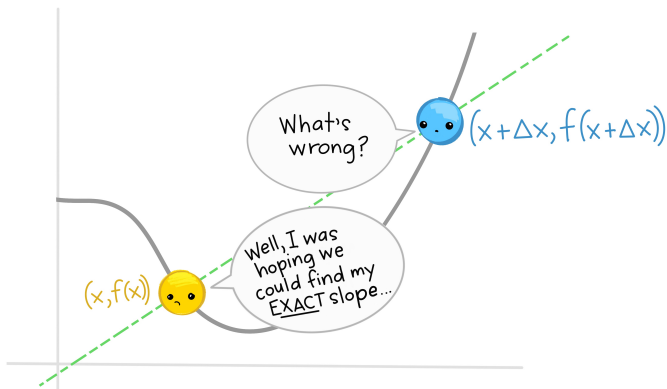 What's
wrong?
(x+Δx, f(x+Δx))
Well, I was
hoping we
could find my
EXACT slope...
(x, f(x))